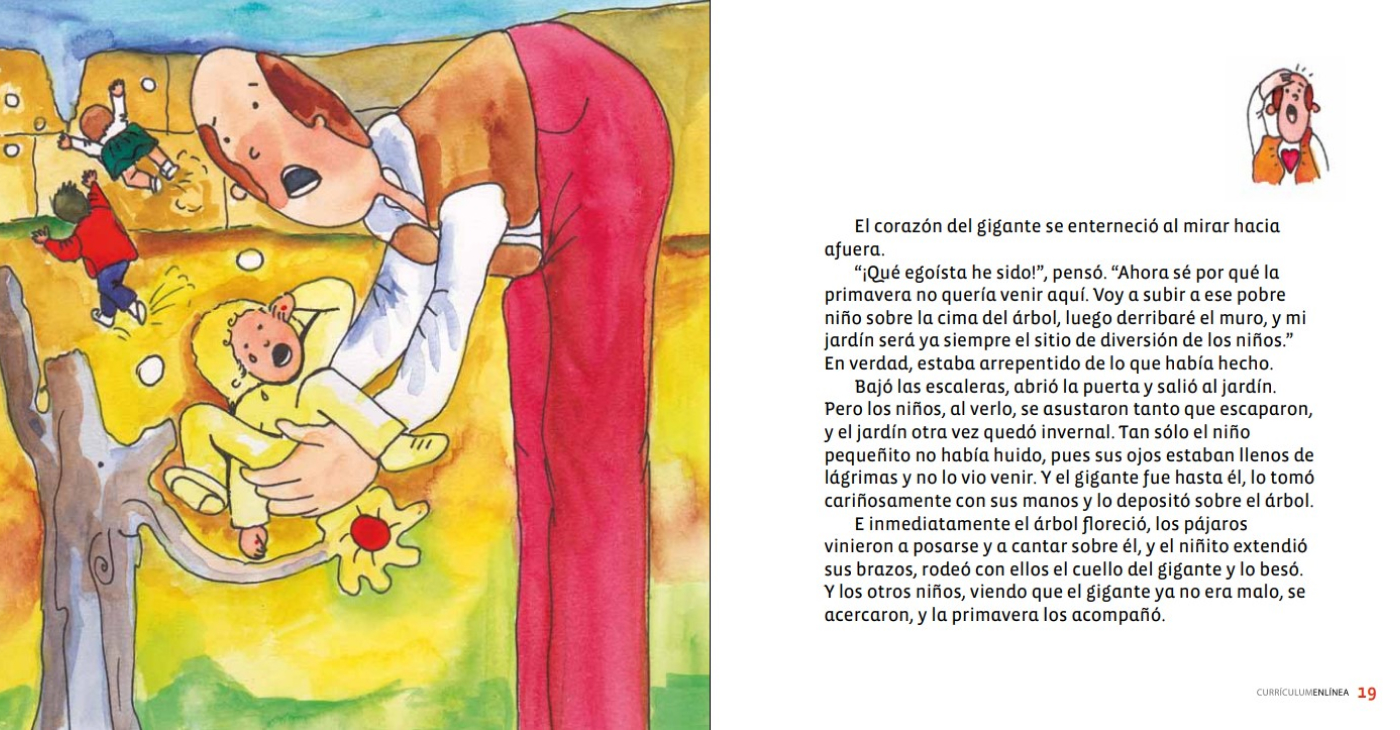 El corazón del gigante se enterneció al mirar hacia
afuera.
“¡Qué egoísta he sido!”, pensó. “Ahora sé por qué la
primavera no quería venir aquí. Voy a subir a ese pobre
niño sobre la cima del árbol, luego derribaré el muro, y mi
jardín será ya siempre el sitio de diversión de los niños.”
En verdad, estaba arrepentido de lo que había hecho.
Bajó las escaleras, abrió la puerta y salió al jardín.
Pero los niños, al verlo, se asustaron tanto que escaparon,
y el jardín otra vez quedó invernal. Tan sólo el niño
pequeñito no había huido, pues sus ojos estaban llenos de
lágrimas y no lo vio venir. Y el gigante fue hasta él, lo tomó
cariñosamente con sus manos y lo depositó sobre el árbol.
E inmediatamente el árbol floreció, los pájaros
vinieron a posarse y a cantar sobre él, y el niñito extendió
sus brazos, rodeó con ellos el cuello del gigante y lo besó.
Y los otros niños, viendo que el gigante ya no era malo, se
acercaron, y la primavera los acompañó.
CURRÍCULUMENLÍNEA 19